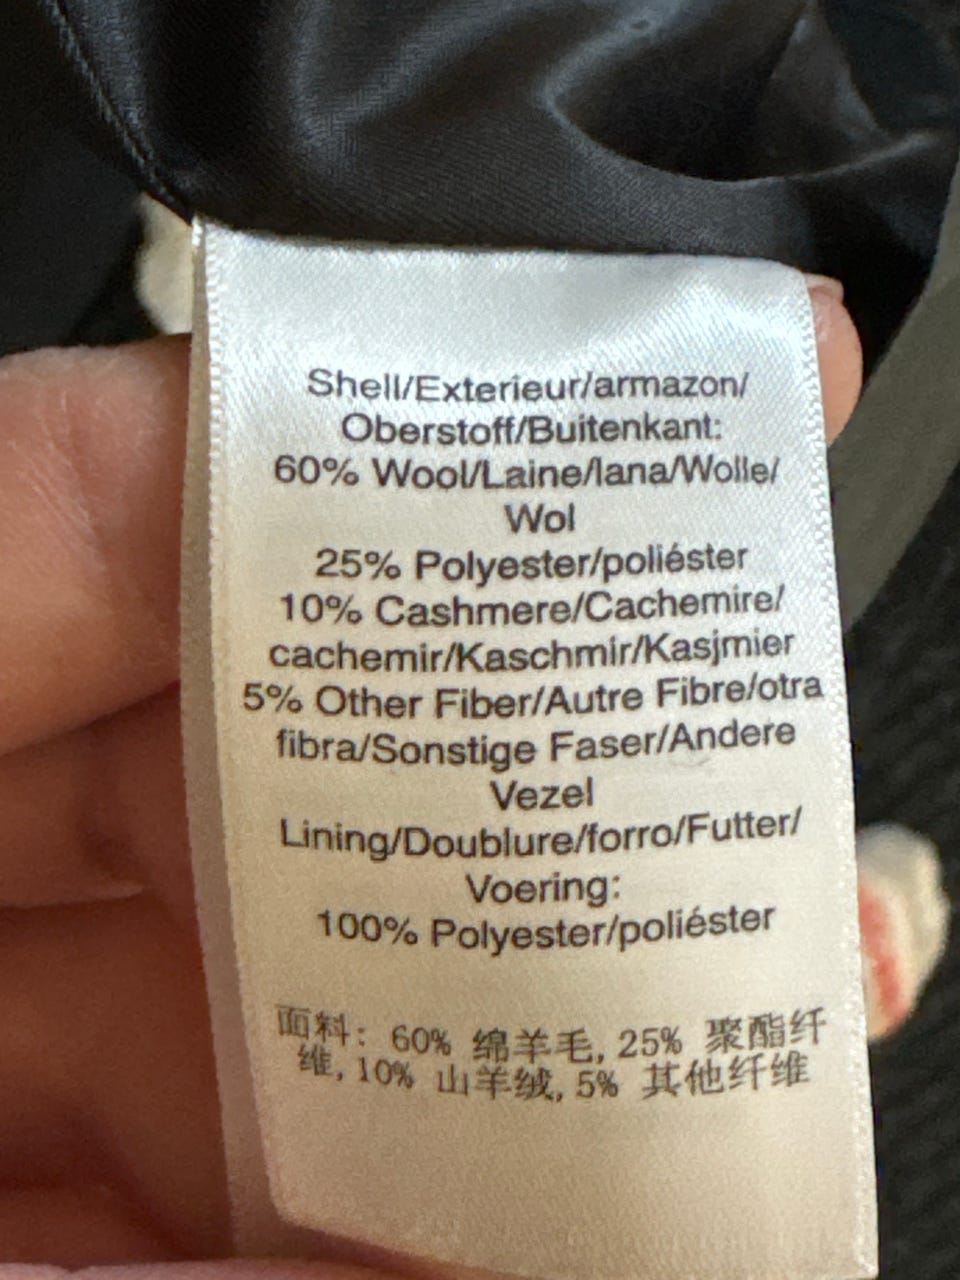 Shell/Exterieur/armazon/
Oberstoff/Buitenkant:
60% Wool/Laine/lana/Wolle/
Wol
25% Polyester/poliéster
10% Cashmere/Cachemire/
cachemir/Kaschmir/Kasjmier
5% Other Fiber/Autre Fibre/otra
fibra/Sonstige Faser/Andere
Vezel
Lining/Doublure/forro/Futter/
Voering:
100% Polyester/poliéster
面料: 60% 绵羊毛, 25% 聚酯纤
维, 10% 山羊绒, 5% 其他纤维